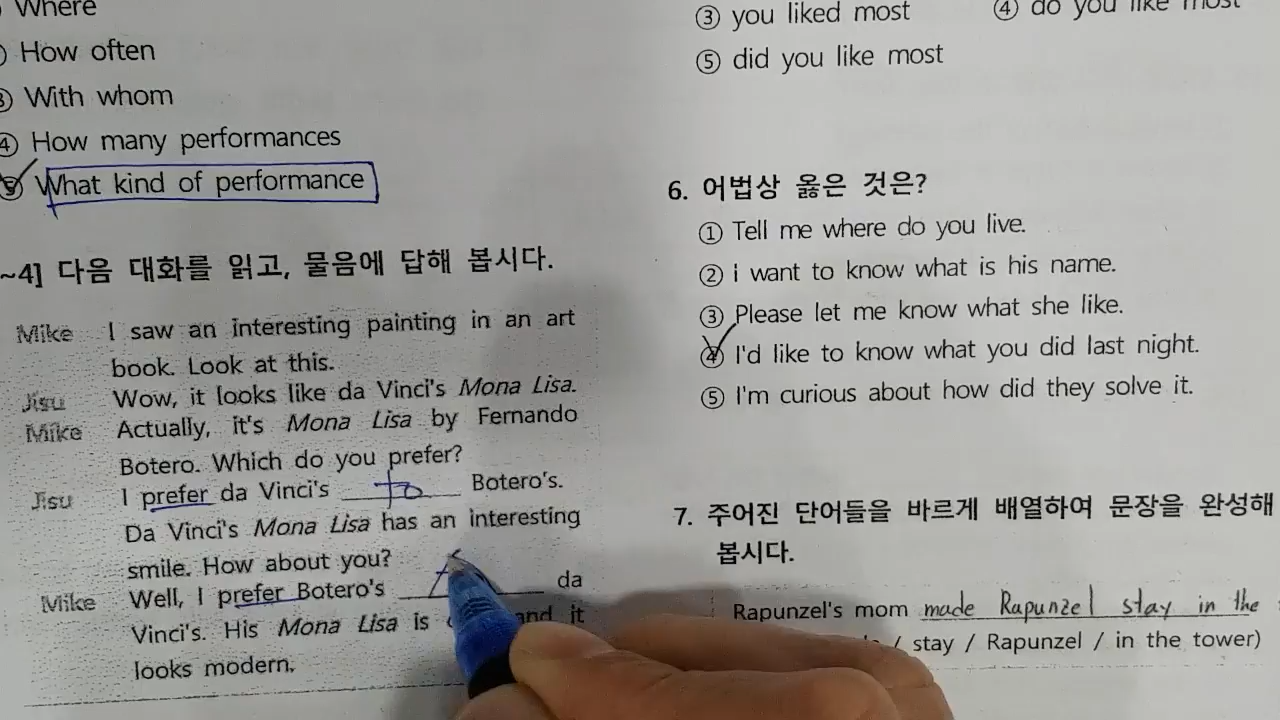 Where
How often
With whom
④ How many performances
⑤ What kind of performance
~4] 다음 대화를 읽고, 물음에 답해 봅시다.
Mike I saw an interesting painting in an art
book. Look at this.
Jisu Wow, it looks like da Vinci's Mona Lisa.
Mike Actually, it's Mona Lisa by Fernando
Botero. Which do you prefer?
Jisu I prefer da Vinci's to Botero's.
Da Vinci's Mona Lisa has an interesting
smile. How about you?
Mike Well, I prefer Botero's da
Vinci's. His Mona Lisa is and it
looks modern.
③ you liked most ④ do you like most
⑤ did you like most
6. 어법상 옳은 것은?
① Tell me where do you live.
② i want to know what is his name.
③ Please let me know what she like.
④ I'd like to know what you did last night.
⑤ I'm curious about how did they solve it.
7. 주어진 단어들을 바르게 배열하여 문장을 완성해
봅시다.
Rapunzel's mom made Rapunzel stay in the
/ stay / Rapunzel / in the tower)